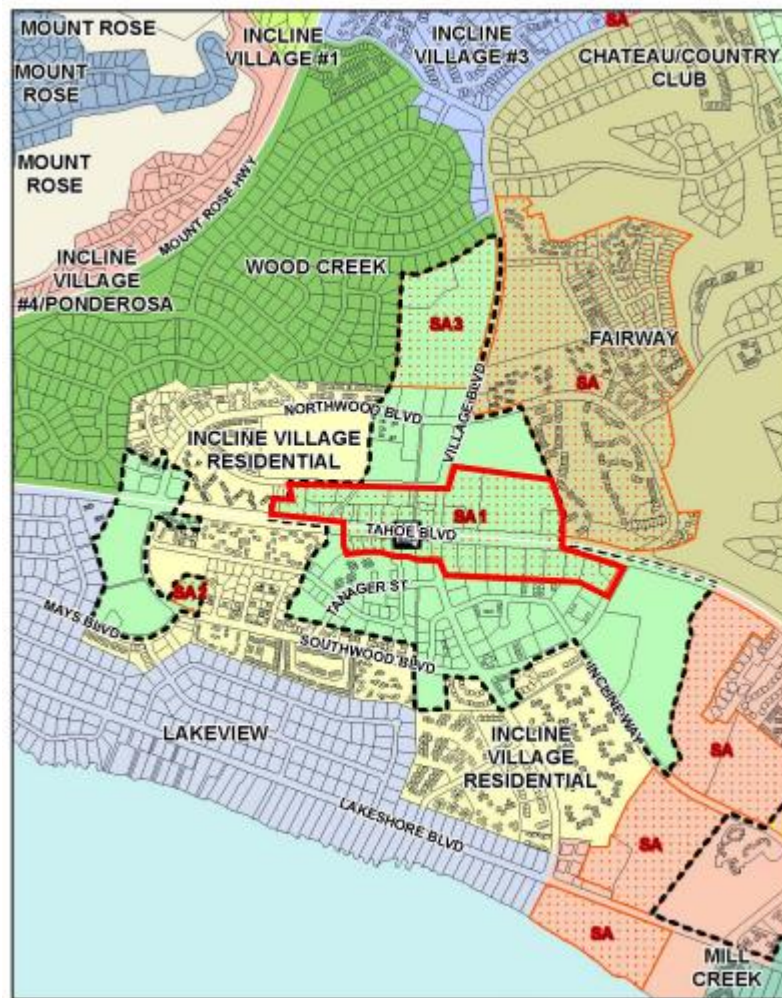 MOUNT ROSE
INCLINE
VILLAGE #1
INCLINE
VILLAGE #3
SA
CHATEAU/COUNTRY
CLUB
MOUNT
ROSE
MOUNT
ROSE
MOUNT ROSE HWY
INCLINE
VILLAGE
#4/PONDEROSA
WOOD CREEK
SA3
FAIRWAY
SA
NORTHWOOD BLVD
VILLAGE BLVD
INCLINE VILLAGE
RESIDENTIAL
SA1
TAHOE BLVD
SA2
TANAGER ST
MAYS BLVD
SOUTHWOOD BLVD
INCLINE WAY
LAKEVIEW
INCLINE
VILLAGE
RESIDENTIAL
SA
LAKESHORE BLVD
SA
SA
MILL
CREEK